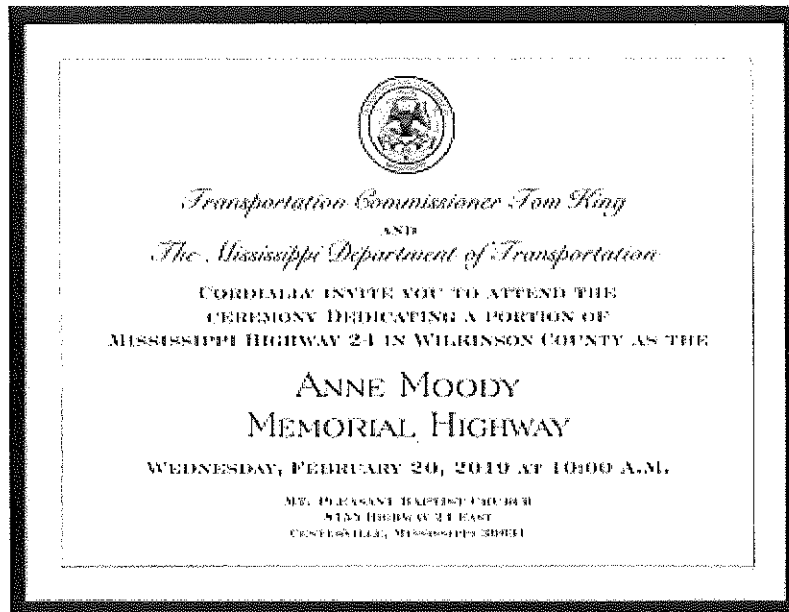 Transportation Commissioner Tom King
AND
The Mississippi Department of Transportation
CORDIALLY INVITE YOU TO ATTEND THE
CEREMONY DEDICATING A PORTION OF
MISSISSIPPI HIGHWAY 24 IN WILKINSON COUNTY AS THE
ANNE MOODY
MEMORIAL HIGHWAY
WEDNESDAY, FEBRUARY 20, 2019 AT 10:00 A.M.
MT. PLEASANT BAPTIST CHURCH
HIGHWAY 24 EAST
MISSISSIPPI